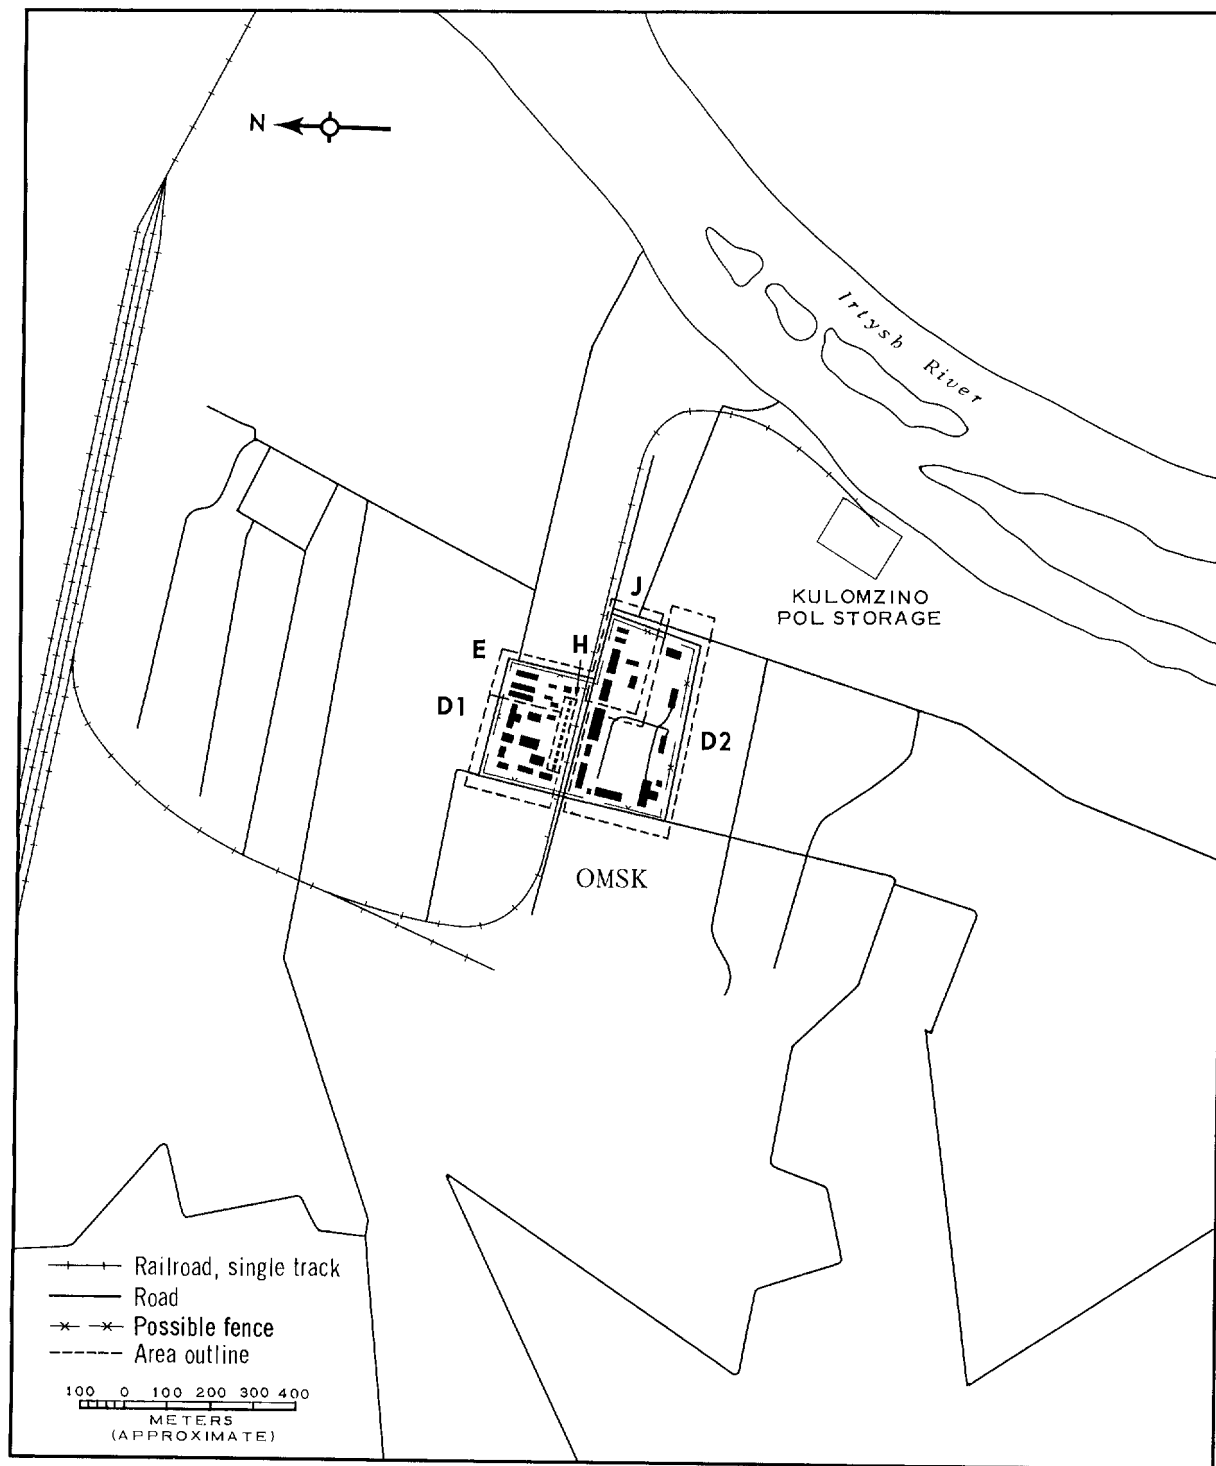 N
Irtysh River
KULOMZINO
POL STORAGE
J
E
H
D1
D2
OMSK
Railroad, single track
Road
Possible fence
Area outline
100 0 100 200 300 400
METERS
(APPROXIMATE)